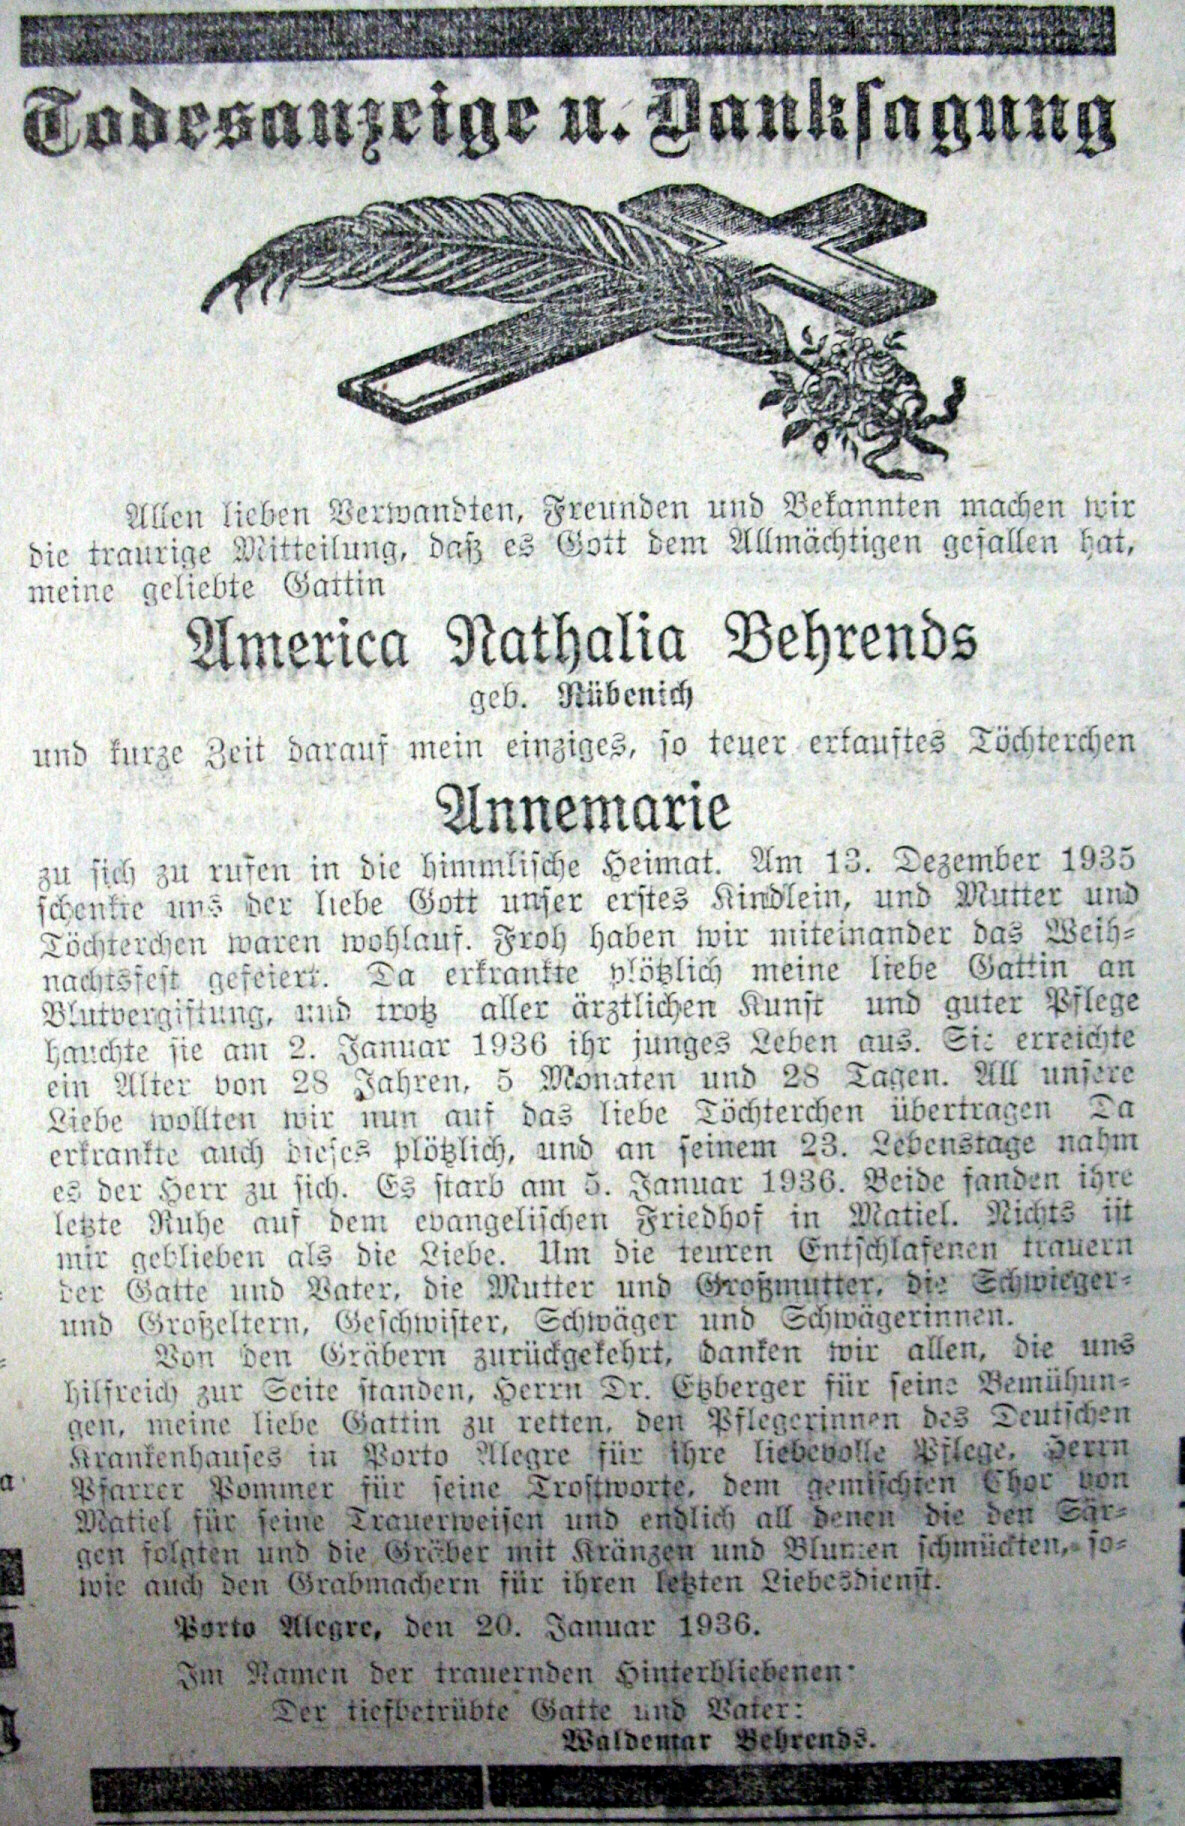 Todesanzeige u. Danksagung
Allen lieben Verwandten, Freunden und Bekannten machen wir
die traurige Mitteilung, daß es Gott dem Allmächtigen gefallen hat,
meine geliebte Gattin
America Nathalia Behrends
geb. Rübenich
und kurze Zeit darauf mein einziges, so teuer erkauftes Töchterchen
Annemarie
zu sich zu rufen in die himmlische Heimat. Am 13. Dezember 1935
schenkte uns der liebe Gott unser erstes Kindlein, und Mutter und
Töchterchen waren wohlauf. Froh haben wir miteinander das Weih-
nachtsfest gefeiert. Da erkrankte plötzlich meine liebe Gattin an
Blutvergiftung, und trotz aller ärztlichen Kunst und guter Pflege
hauchte sie am 2. Januar 1936 ihr junges Leben aus. Sie erreichte
ein Alter von 28 Jahren, 5 Monaten und 28 Tagen. All unsere
Liebe wollten wir nun auf das liebe Töchterchen übertragen Da
erkrankte auch dieses plötzlich, und an seinem 23. Lebenstage nahm
es der Herr zu sich. Es starb am 5. Januar 1936. Beide fanden ihre
letzte Ruhe auf dem evangelischen Friedhof in Matiel. Nichts ist
mir geblieben als die Liebe. Um die teuren Entschlafenen trauern
der Gatte und Vater, die Mutter und Großmutter, die Schwieger-
und Großeltern, Geschwister, Schwäger und Schwägerinnen.
Von den Gräbern zurückgekehrt, danken wir allen, die uns
hilfreich zur Seite standen, Herrn Dr. Etzberger für seine Bemühun-
gen, meine liebe Gattin zu retten, den Pflegerinnen des Deutschen
Krankenhauses in Porto Alegre für ihre liebevolle Pflege, Herrn
Pfarrer Pommer für seine Trostworte, dem gemischten Chor von
Matiel für seine Trauerweisen und endlich all denen die den Sär-
gen folgten und die Gräber mit Kränzen und Blumen schmückten, so-
wie auch den Grabmachern für ihren letzten Liebesdienst.
Porto Alegre, den 20. Januar 1936.
Im Namen der trauernden Hinterbliebenen:
Der tiefbetrübte Gatte und Vater:
Waldemar Behrends.